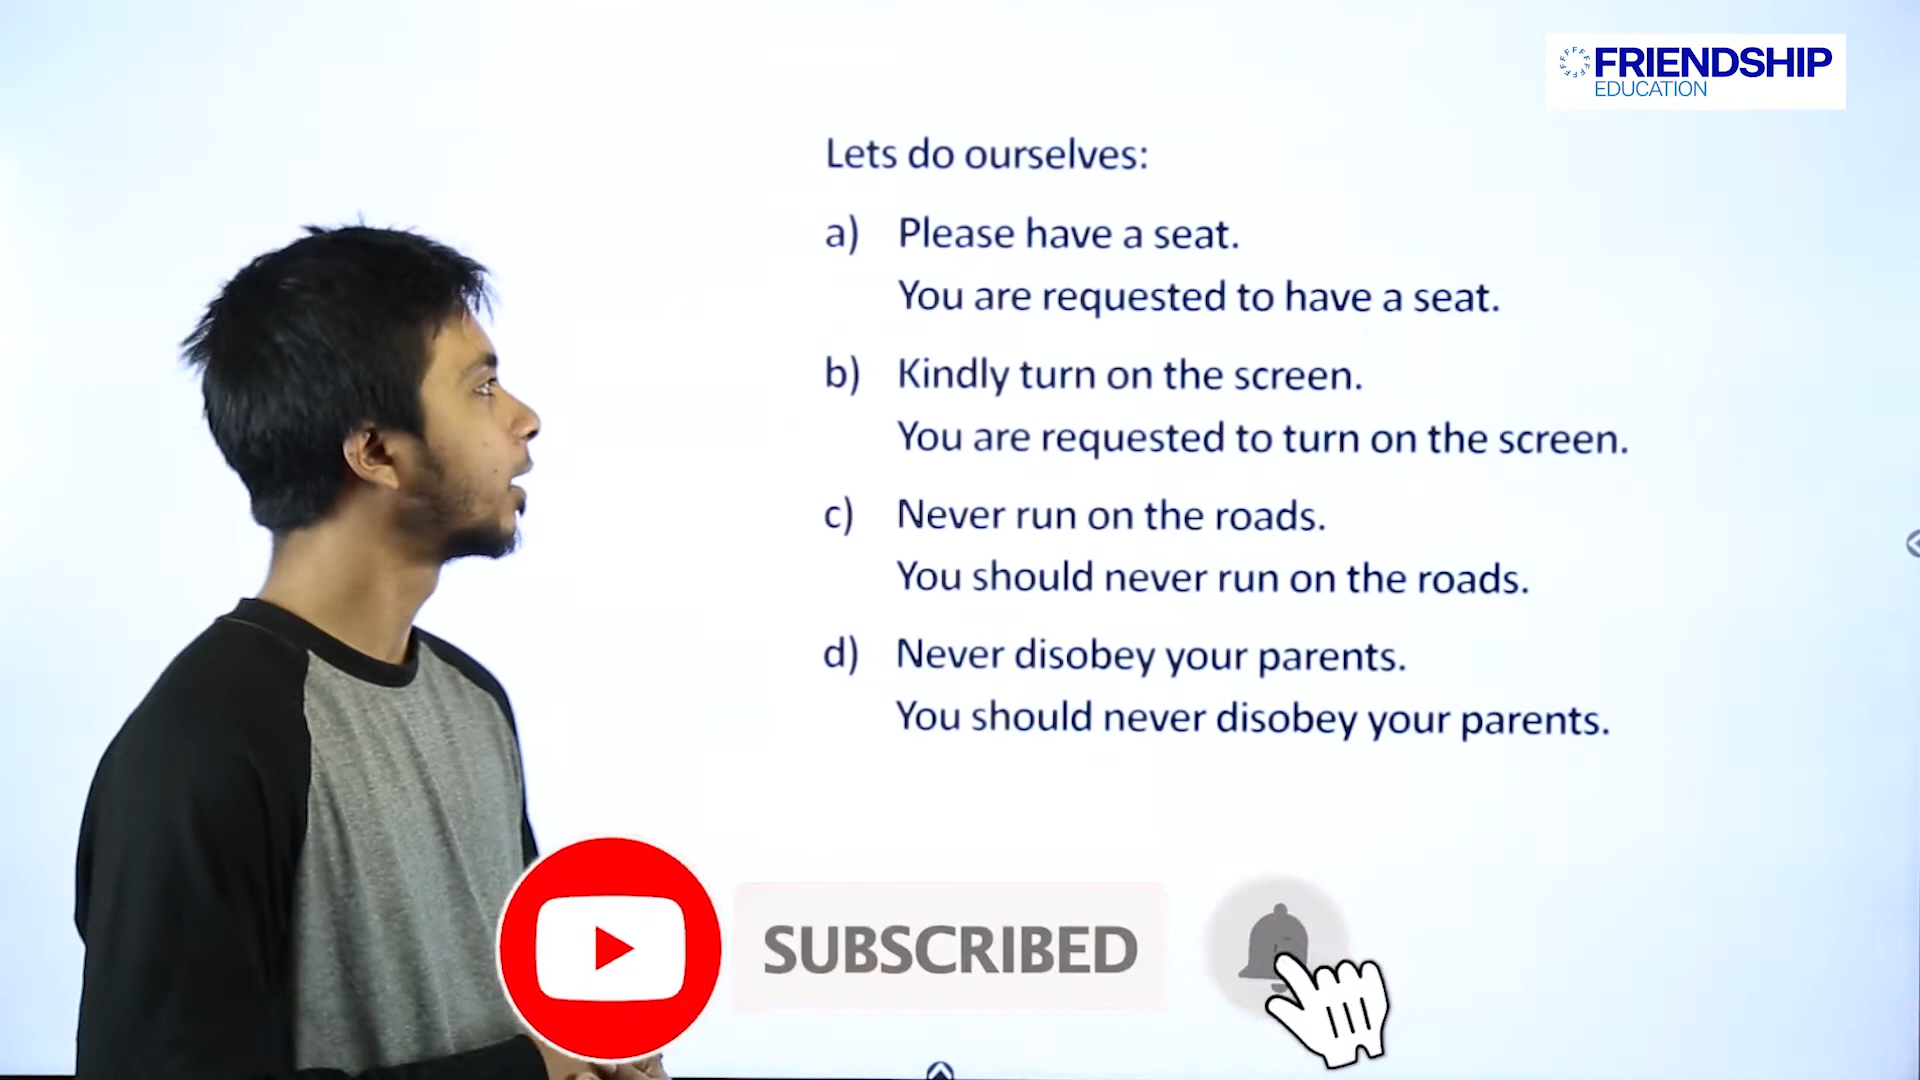 FRIENDSHIP
EDUCATION
Lets do ourselves:
a) Please have a seat.
You are requested to have a seat.
b) Kindly turn on the screen.
You are requested to turn on the screen.
c) Never run on the roads.
You should never run on the roads.
d) Never disobey your parents.
You should never disobey your parents.
SUBSCRIBED